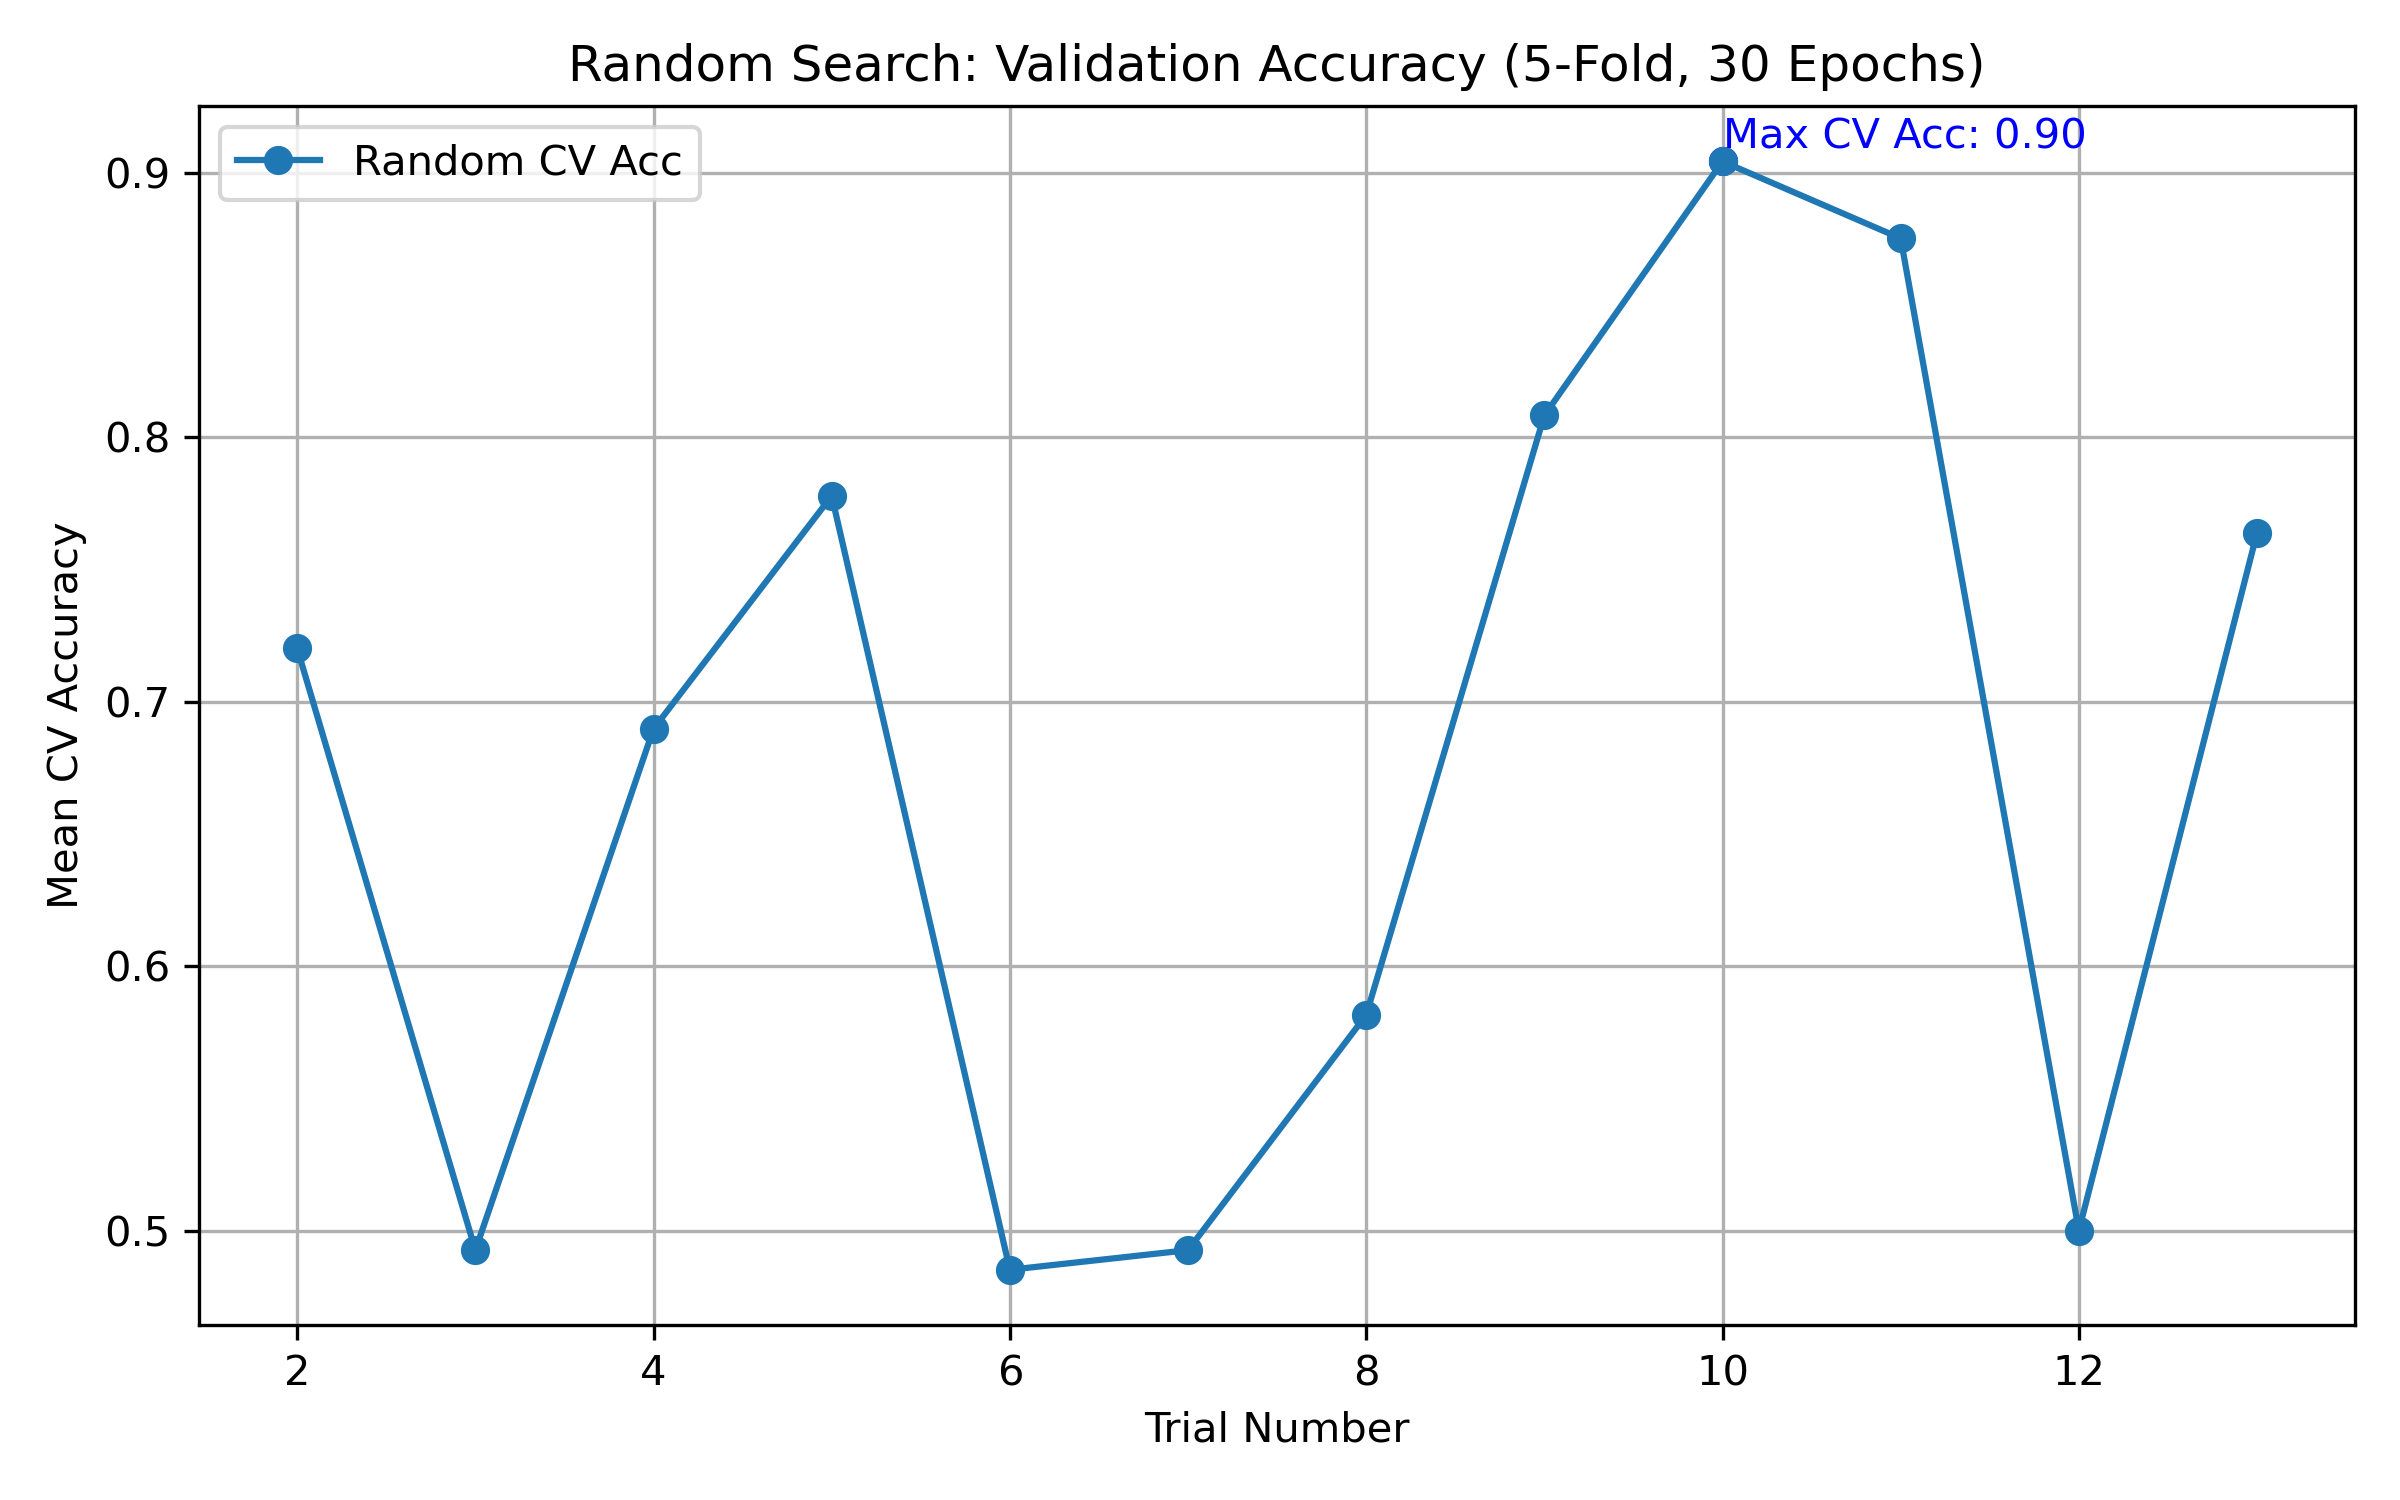 Random Search: Validation Accuracy (5-Fold, 30 Epochs)
Random CV Acc
Max CV Acc: 0.90
Mean CV Accuracy
0.9
0.8
0.7
0.6
0.5
2 4 6 8 10 12
Trial Number